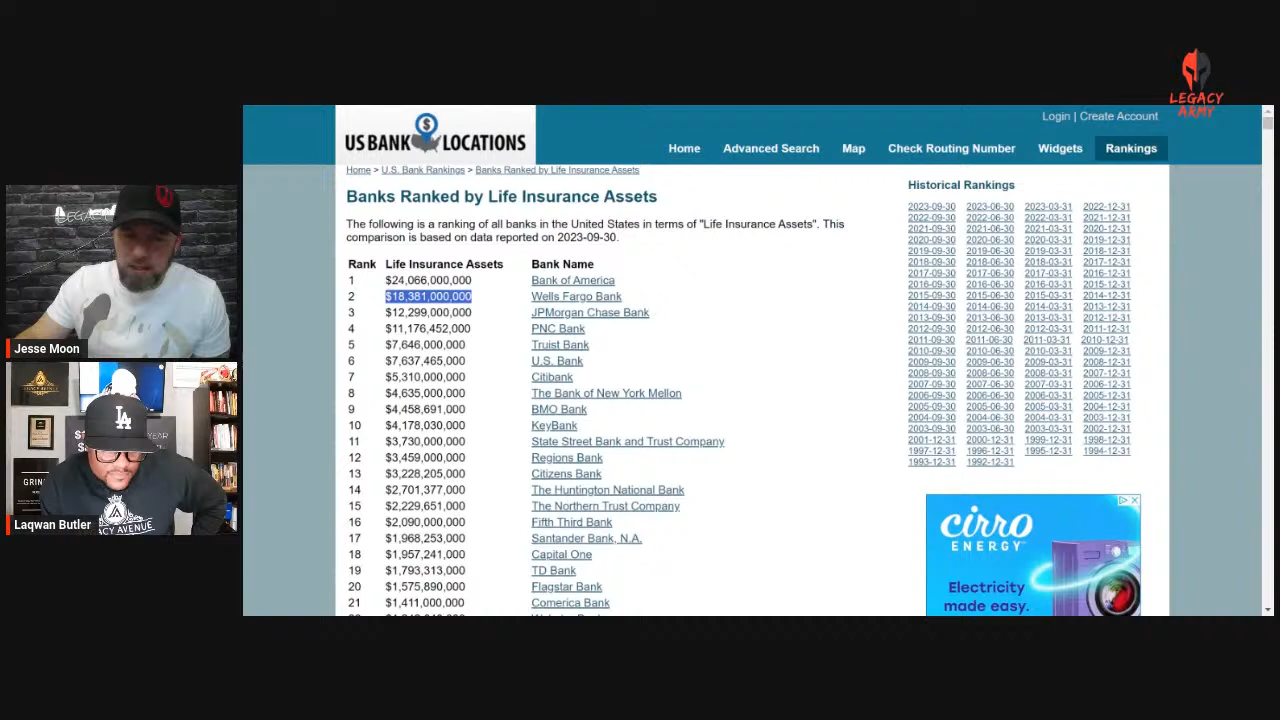 LEGACY
ARMY
Login | Create Account
US BANK LOCATIONS
Home Advanced Search Map Check Routing Number Widgets Rankings
Home > U.S. Bank Rankings > Banks Ranked by Life Insurance Assets
Banks Ranked by Life Insurance Assets
The following is a ranking of all banks in the United States in terms of "Life Insurance Assets". This
comparison is based on data reported on 2023-09-30.
Rank Life Insurance Assets Bank Name
1 $24,066,000,000 Bank of America
2 $18,381,000,000 Wells Fargo Bank
3 $12,299,000,000 JPMorgan Chase Bank
4 $11,176,452,000 PNC Bank
5 $7,646,000,000 Truist Bank
6 $7,637,465,000 U.S. Bank
7 $5,310,000,000 Citibank
8 $4,635,000,000 The Bank of New York Mellon
9 $4,458,691,000 BMO Bank
10 $4,178,030,000 KeyBank
11 $3,730,000,000 State Street Bank and Trust Company
12 $3,459,000,000 Regions Bank
13 $3,228,205,000 Citizens Bank
14 $2,701,377,000 The Huntington National Bank
15 $2,229,651,000 The Northern Trust Company
16 $2,090,000,000 Fifth Third Bank
17 $1,968,253,000 Santander Bank, N.A.
18 $1,957,241,000 Capital One
19 $1,793,313,000 TD Bank
20 $1,575,890,000 Flagstar Bank
21 $1,411,000,000 Comerica Bank
Historical Rankings
2023-09-30 2023-06-30 2023-03-31 2022-12-31
2022-09-30 2022-06-30 2022-03-31 2021-12-31
2021-09-30 2021-06-30 2021-03-31 2020-12-31
2020-09-30 2020-06-30 2020-03-31 2019-12-31
2019-09-30 2019-06-30 2019-03-31 2018-12-31
2018-09-30 2018-06-30 2018-03-31 2017-12-31
2017-09-30 2017-06-30 2017-03-31 2016-12-31
2016-09-30 2016-06-30 2016-03-31 2015-12-31
2015-09-30 2015-06-30 2015-03-31 2014-12-31
2014-09-30 2014-06-30 2014-03-31 2013-12-31
2013-09-30 2013-06-30 2013-03-31 2012-12-31
2012-09-30 2012-06-30 2012-03-31 2011-12-31
2011-09-30 2011-06-30 2011-03-31 2010-12-31
2010-09-30 2010-06-30 2010-03-31 2009-12-31
2009-09-30 2009-06-30 2009-03-31 2008-12-31
2008-09-30 2008-06-30 2008-03-31 2007-12-31
2007-09-30 2007-06-30 2007-03-31 2006-12-31
2006-09-30 2006-06-30 2006-03-31 2005-12-31
2005-09-30 2005-06-30 2005-03-31 2004-12-31
2004-09-30 2004-06-30 2004-03-31 2003-12-31
2003-09-30 2003-06-30 2003-03-31 2002-12-31
2001-12-31 2000-12-31 1999-12-31 1998-12-31
1997-12-31 1996-12-31 1995-12-31 1994-12-31
1993-12-31 1992-12-31
cirro
ENERGY
Electricity
made easy.
Jesse Moon
LA
Laqwan Butler